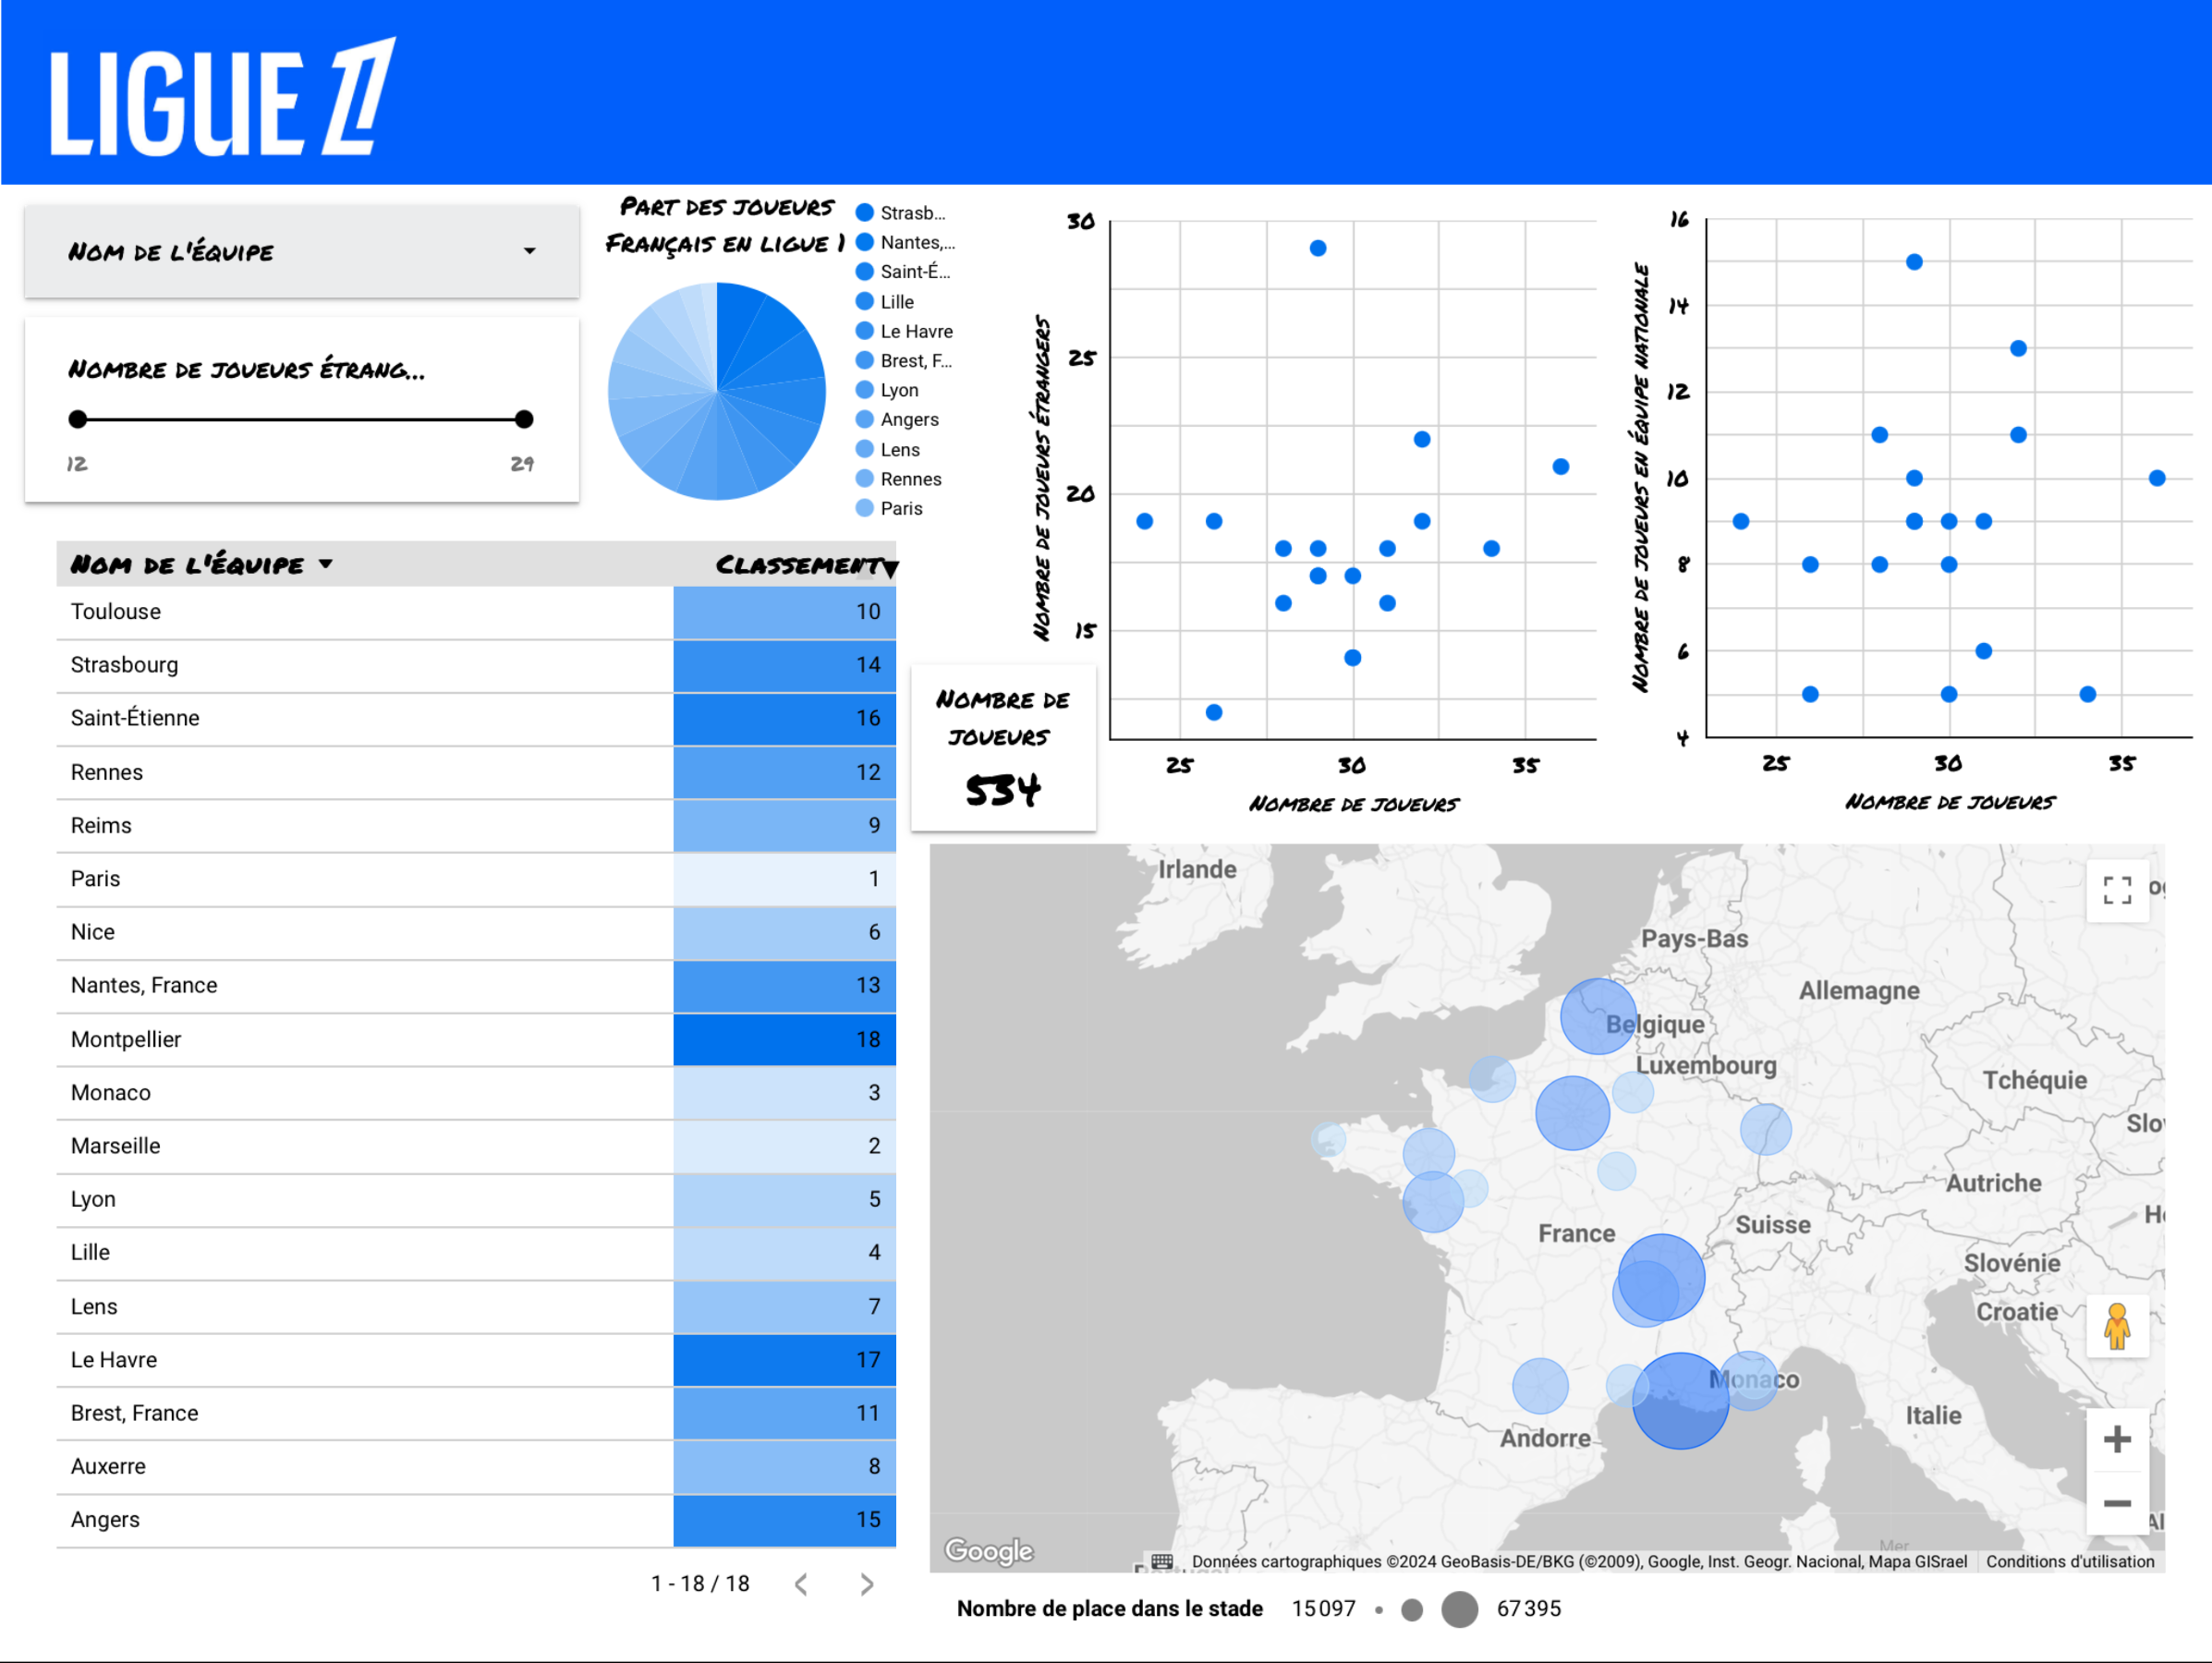 LIGUE 1
NOM DE L'ÉQUIPE
NOMBRE DE JOUEURS ÉTRANG...
12
29
PART DES JOUEURS
FRANÇAIS EN LIGUE 1
Strasb...
Nantes,...
Saint-É...
Lille
Le Havre
Brest, F...
Lyon
Angers
Lens
Rennes
Paris
NOM DE L'ÉQUIPE CLASSEMENT
Toulouse 10
Strasbourg 14
Saint-Étienne 16
Rennes 12
Reims 9
Paris 1
Nice 6
Nantes, France 13
Montpellier 18
Monaco 3
Marseille 2
Lyon 5
Lille 4
Lens 7
Le Havre 17
Brest, France 11
Auxerre 8
Angers 15
1 - 18 / 18
NOMBRE DE JOUEURS ÉTRANGERS
30
25
20
15
25 30 35
NOMBRE DE JOUEURS
NOMBRE DE JOUEURS EN ÉQUIPE NATIONALE
16
14
12
10
8
6
4
25 30 35
NOMBRE DE JOUEURS
NOMBRE DE
JOUEURS
534
Irlande
Pays-Bas
Allemagne
Belgique
Luxembourg
Tchéquie
Slov
Autriche
France
Suisse
Slovénie
Croatie
Monaco
Italie
Andorre
Mer
Google
Données cartographiques ©2024 GeoBasis-DE/BKG (©2009), Google, Inst. Geogr. Nacional, Mapa GISrael
Conditions d'utilisation
Nombre de place dans le stade 15 097 67 395